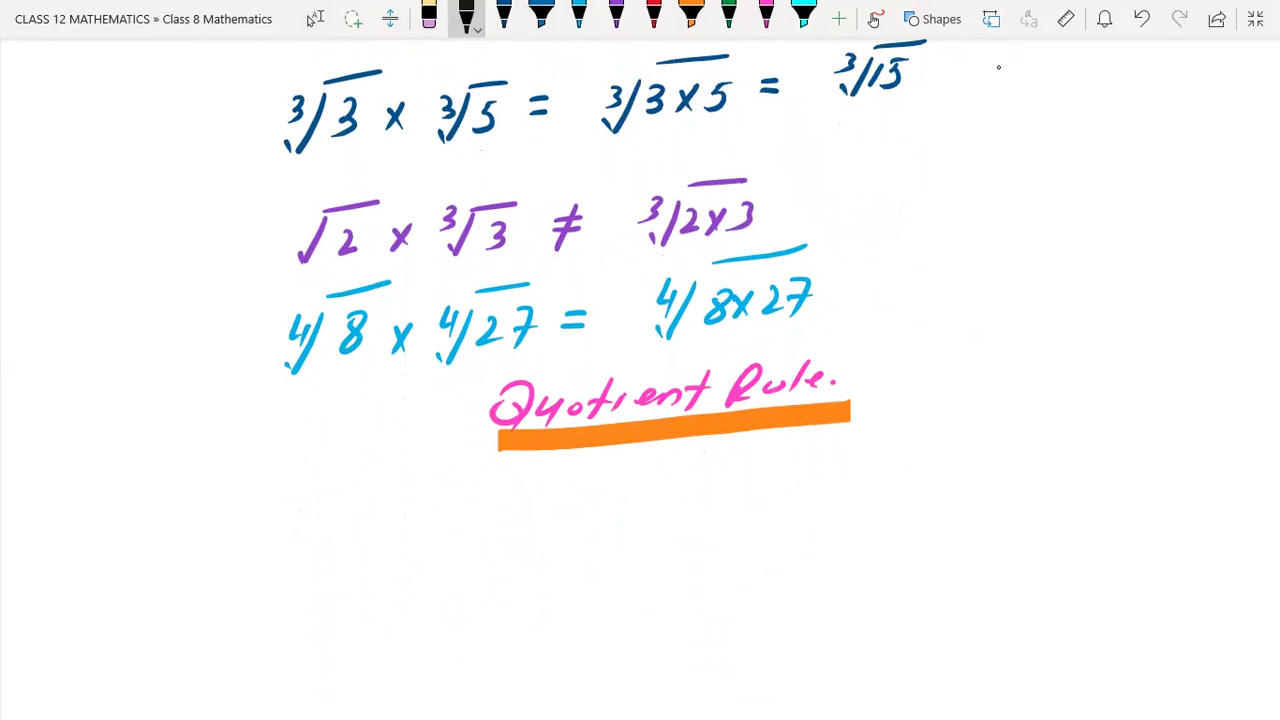 CLASS 12 MATHEMATICS » Class 8 Mathematics Shapes
∛3 × ∛5 = ∛3×5 = ∛15
√2 × ∛3 ≠ ∛2×3
∜8 × ∜27 = ∜8×27
Quotient Rule.